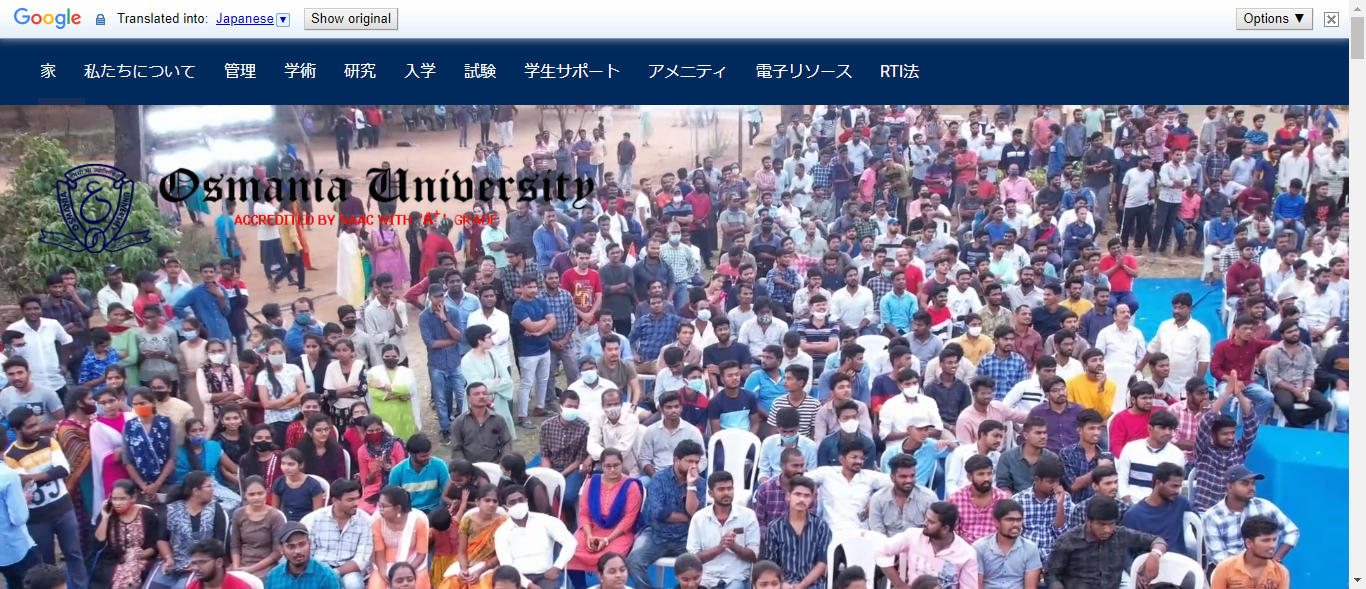 Google Translated into: Japanese Show original Options ▼
家 私たちについて 管理 学術 研究 入学 試験 学生サポート アメニティ 電子リソース RTI法
Osmania University
ACCREDITED BY NAAC WITH 'A+' GRADE